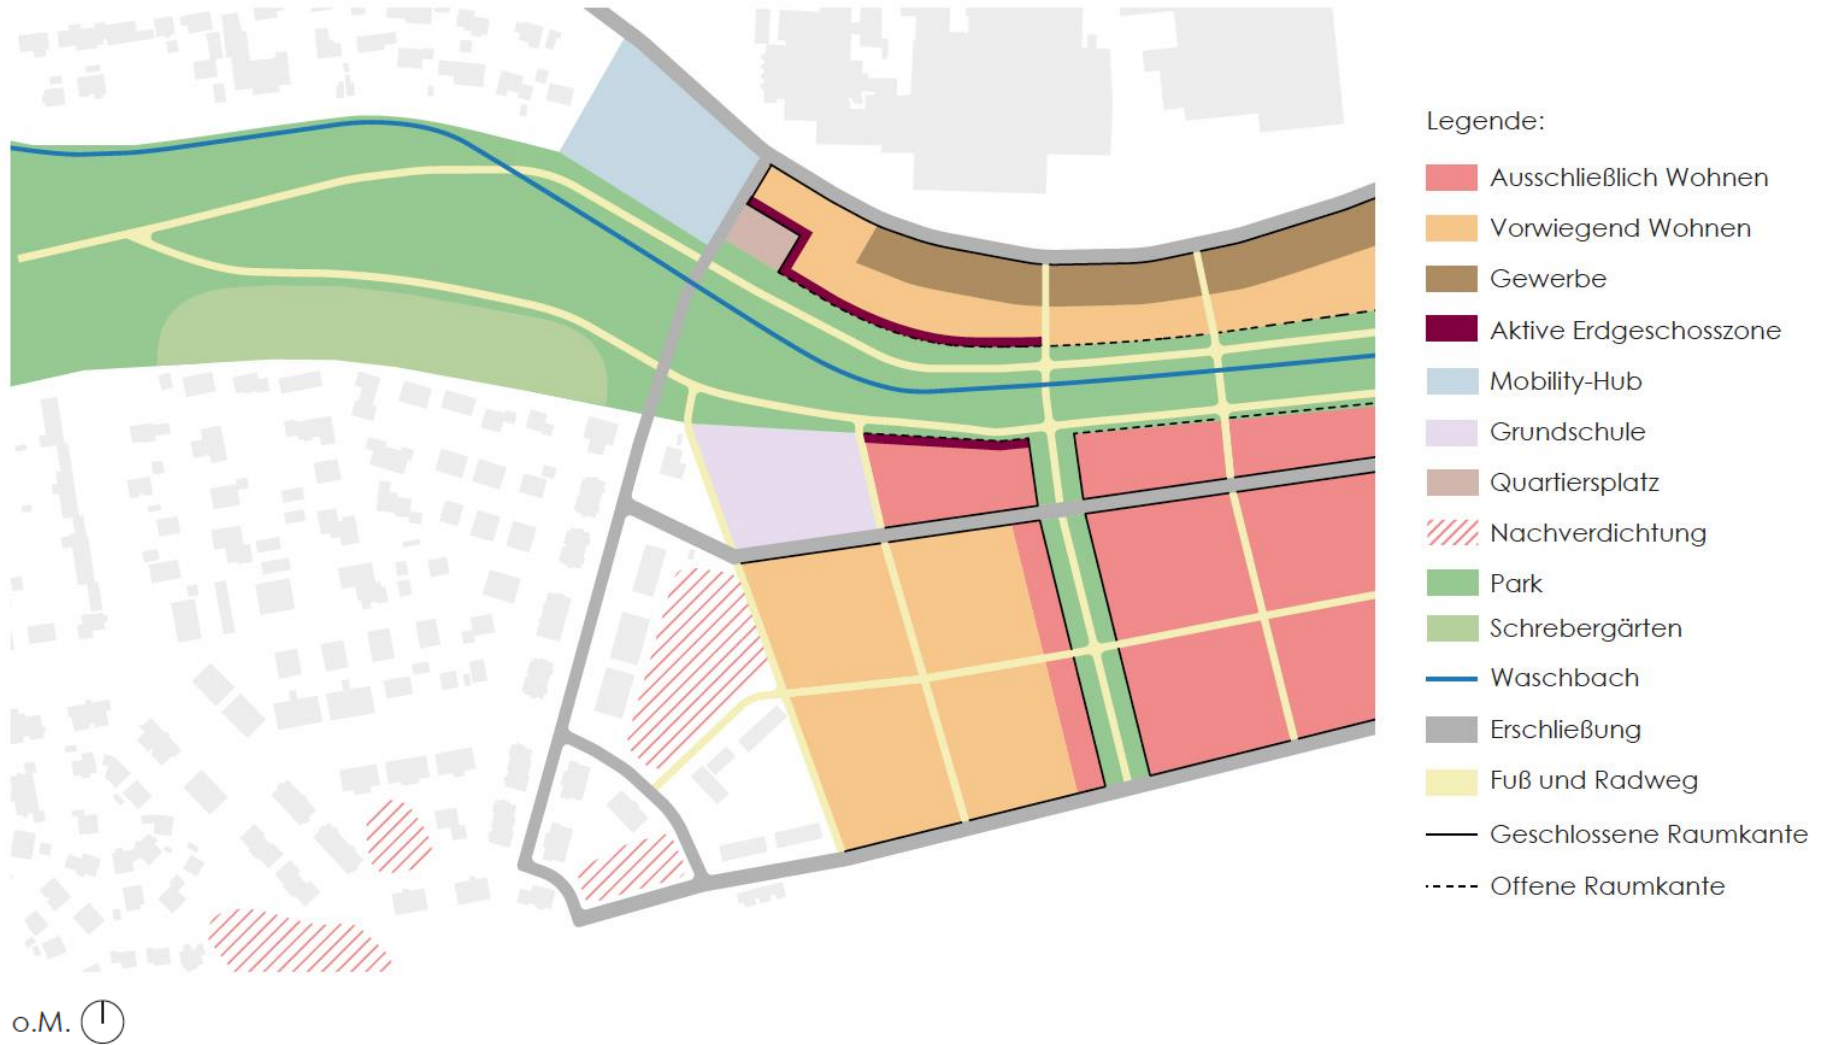 Legende:
Ausschließlich Wohnen
Vorwiegend Wohnen
Gewerbe
Aktive Erdgeschosszone
Mobility-Hub
Grundschule
Quartiersplatz
Nachverdichtung
Park
Schrebergärten
Waschbach
Erschließung
Fuß und Radweg
Geschlossene Raumkante
Offene Raumkante
o.M.